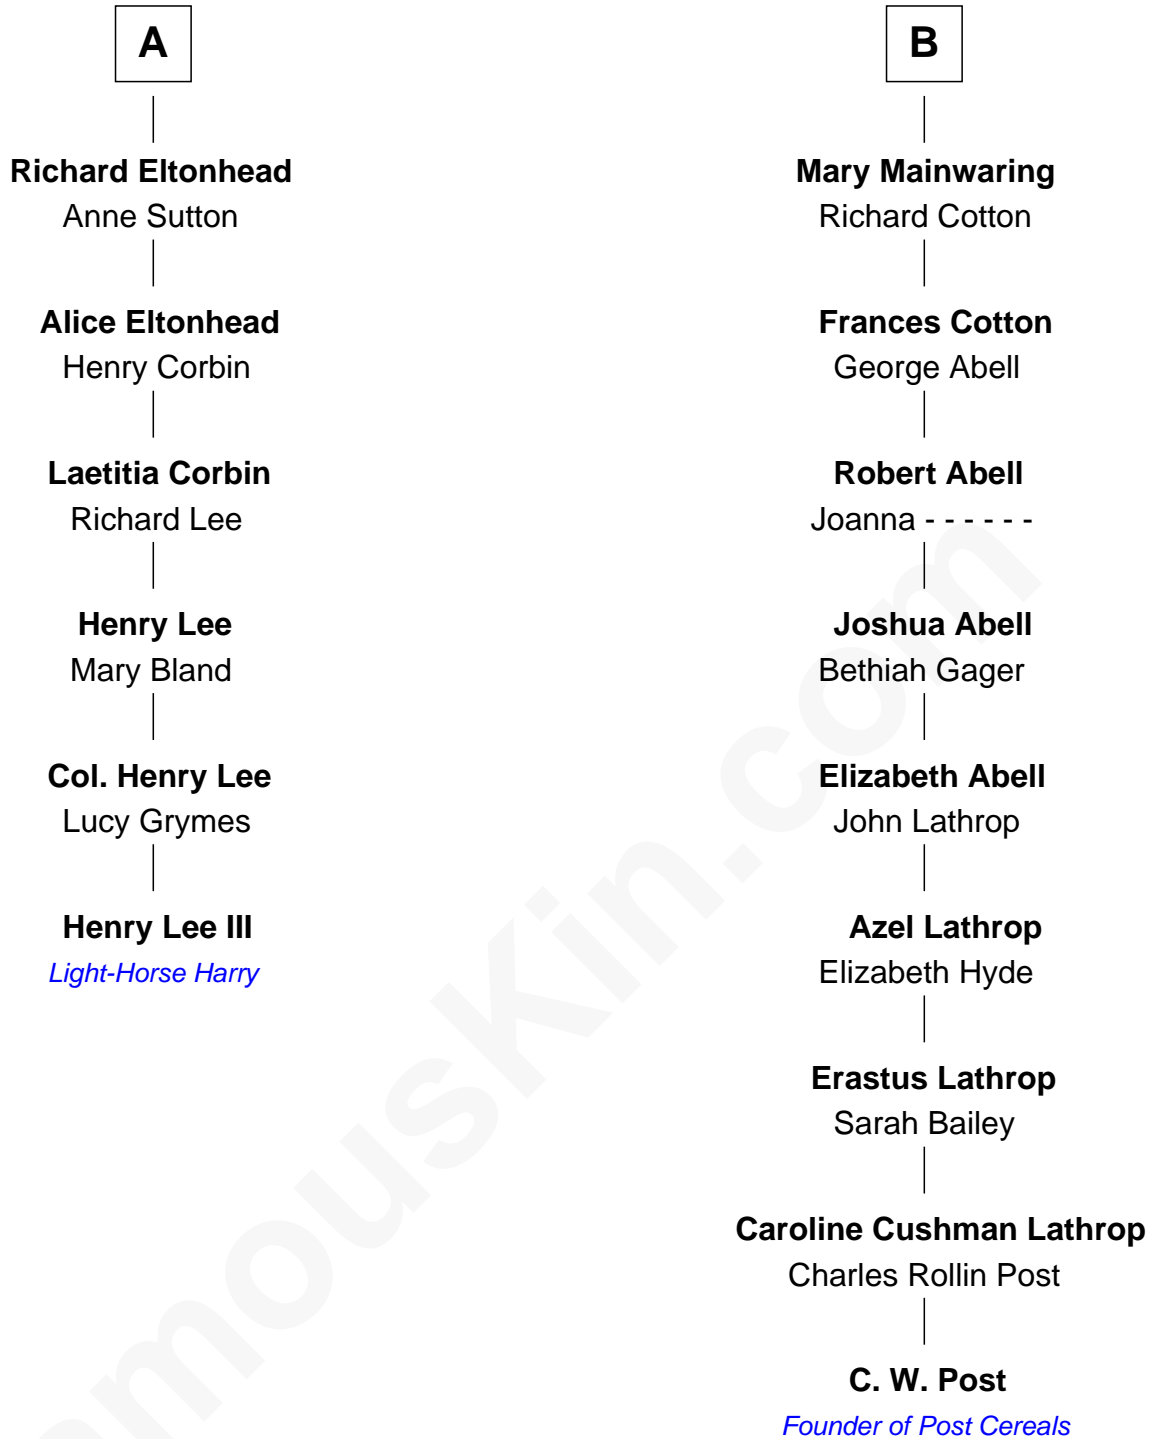 A
Richard Eltonhead
Anne Sutton
Alice Eltonhead
Henry Corbin
Laetitia Corbin
Richard Lee
Henry Lee
Mary Bland
Col. Henry Lee
Lucy Grymes
Henry Lee III
Light-Horse Harry
B
Mary Mainwaring
Richard Cotton
Frances Cotton
George Abell
Robert Abell
Joanna - - - - - -
Joshua Abell
Bethiah Gager
Elizabeth Abell
John Lathrop
Azel Lathrop
Elizabeth Hyde
Erastus Lathrop
Sarah Bailey
Caroline Cushman Lathrop
Charles Rollin Post
C. W. Post
Founder of Post Cereals
amouskin.com